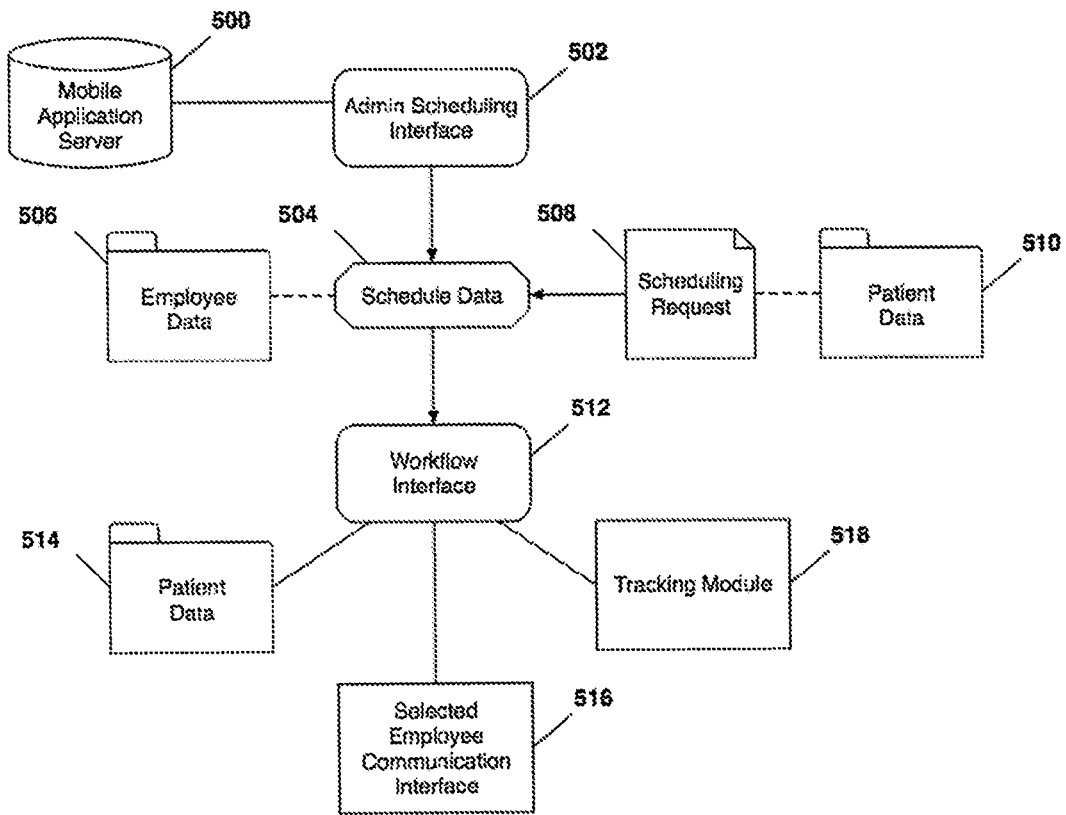 500
Mobile
Application
Server
502
Admin Scheduling
Interface
506
Employee
Data
504
Schedule Data
508
Scheduling
Request
510
Patient
Data
512
Workflow
Interface
514
Patient
Data
518
Tracking Module
516
Selected
Employee
Communication
Interface